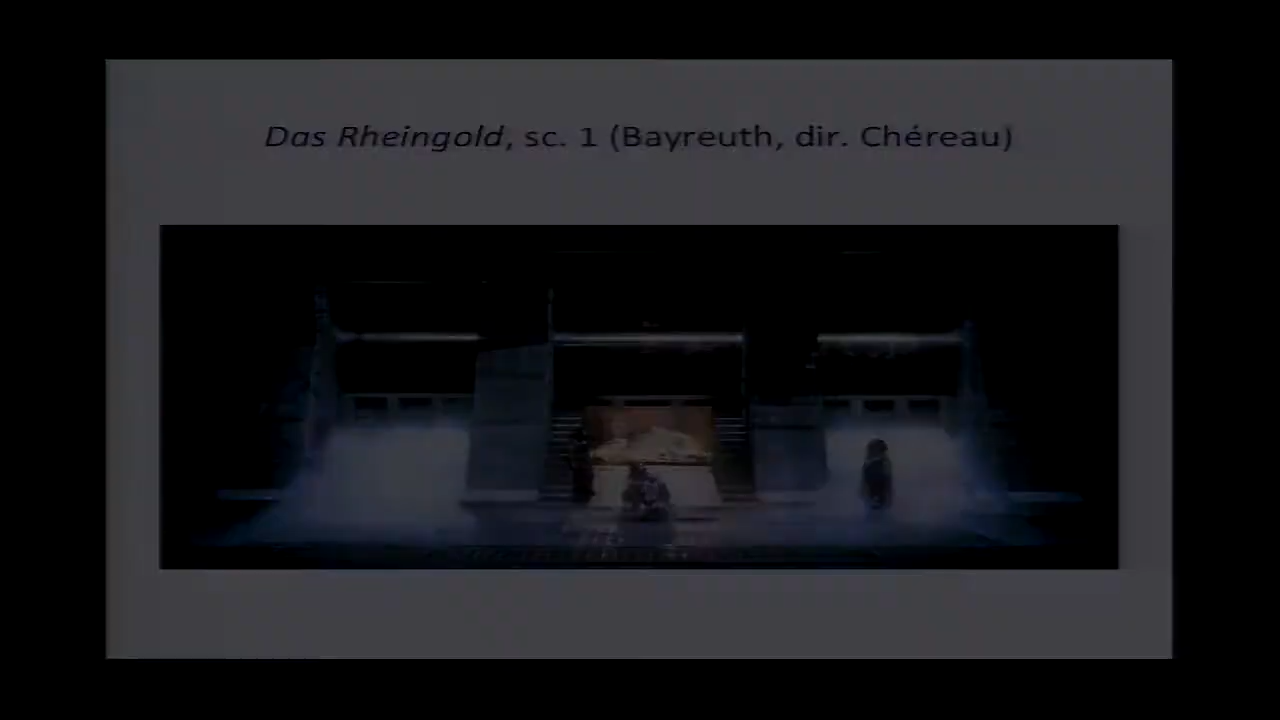 Das Rheingold, sc. 1 (Bayreuth, dir. Chéreau)